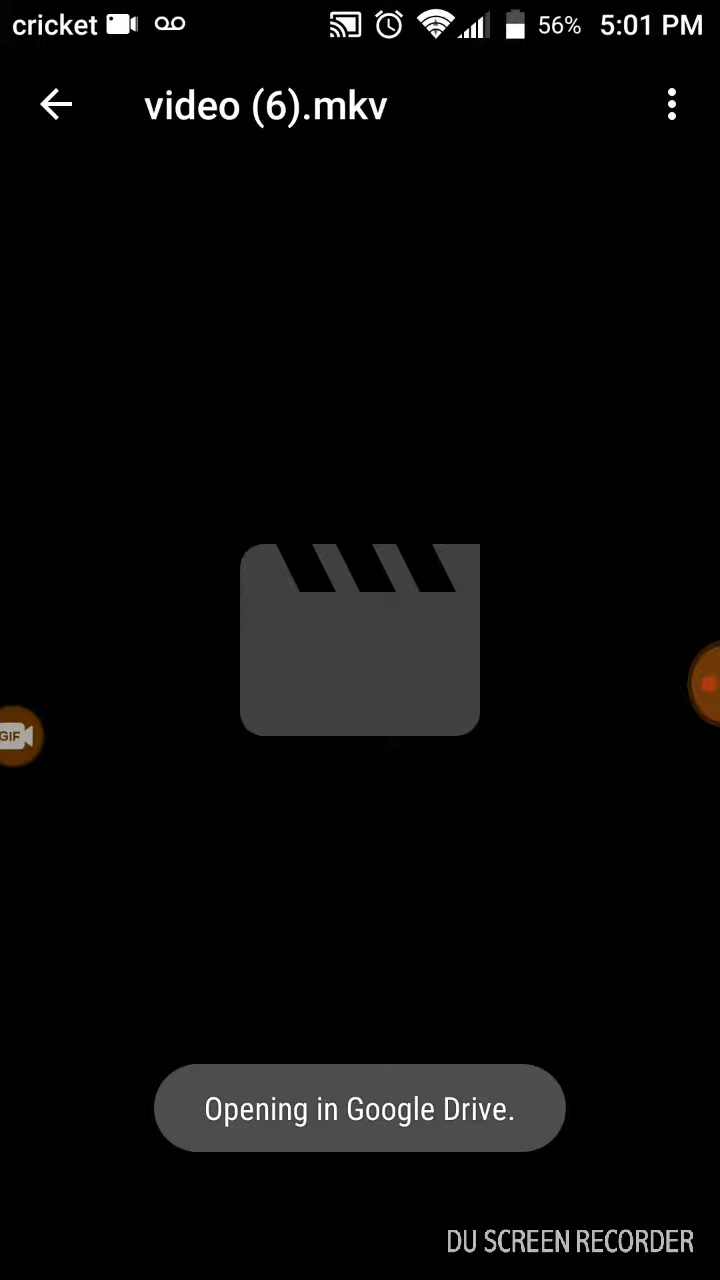 cricket 56% 5:01 PM
video (6).mkv
GIF
Opening in Google Drive.
DU SCREEN RECORDER